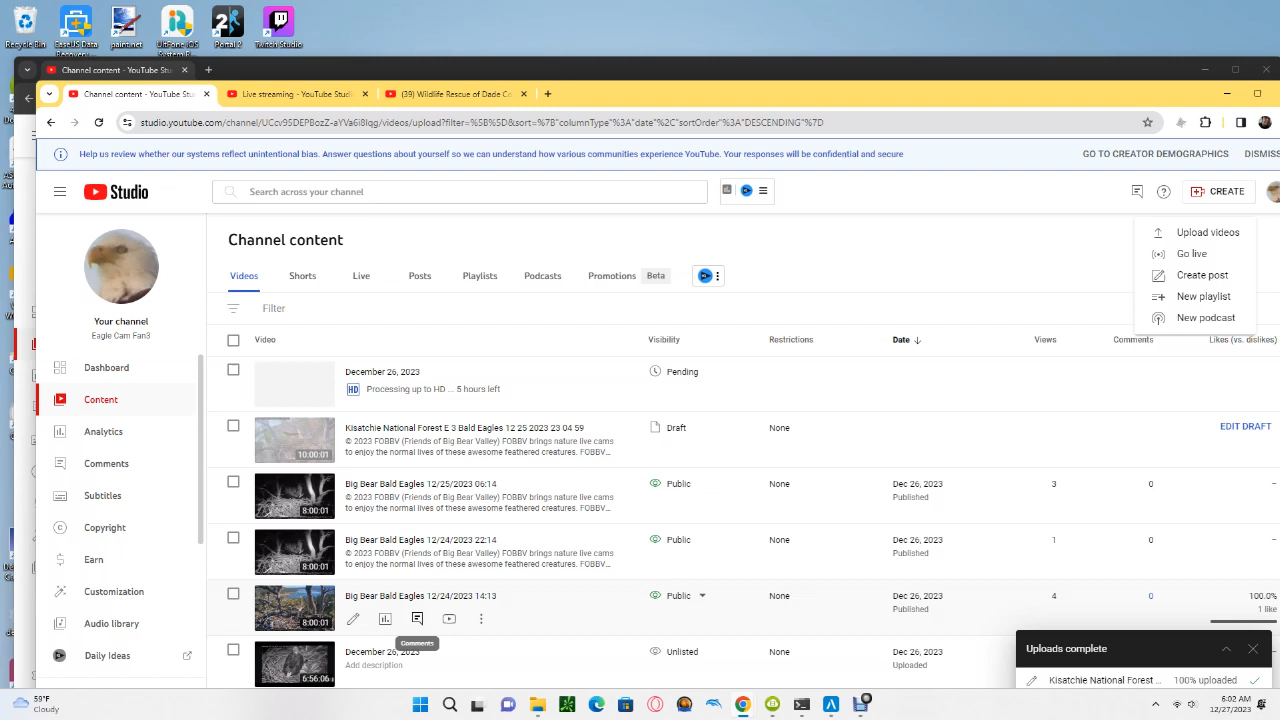 Recycle Bin
EaseUS Data Recovery
paint.net
UltFone iOS System R...
Portal 2
Twitch Studio
Channel content - YouTube Stu
Channel content - YouTube Stud
Live streaming - YouTube Studi
(39) Wildlife Rescue of Dade Co
studio.youtube.com/channel/UCcv9SDEPBozZ-aYVa6i8Iqg/videos/upload?filter=%5B%5D&sort=%7B"columnType"%3A"date"%2C"sortOrder"%3A"DESCENDING"%7D
Help us review whether our systems reflect unintentional bias. Answer questions about yourself so we can understand how various communities experience YouTube. Your responses will be confidential and secure
GO TO CREATOR DEMOGRAPHICS
DISMISS
Studio
Search across your channel
CREATE
Upload videos
Go live
Create post
New playlist
New podcast
Channel content
Videos
Shorts
Live
Posts
Playlists
Podcasts
Promotions Beta
Filter
Your channel
Eagle Cam Fan3
Dashboard
Content
Analytics
Comments
Subtitles
Copyright
Earn
Customization
Audio library
Daily Ideas
Video Visibility Restrictions Date Views Comments Likes (vs. dislikes)
December 26, 2023 Pending
HD Processing up to HD ... 5 hours left
Kisatchie National Forest E 3 Bald Eagles 12 25 2023 23 04 59 Draft None EDIT DRAFT
© 2023 FOBBV (Friends of Big Bear Valley) FOBBV brings nature live cams
to enjoy the normal lives of these awesome feathered creatures. FOBBV...
10:00:01
Big Bear Bald Eagles 12/25/2023 06:14 Public None Dec 26, 2023 3 0 –
© 2023 FOBBV (Friends of Big Bear Valley) FOBBV brings nature live cams Published
to enjoy the normal lives of these awesome feathered creatures. FOBBV...
8:00:01
Big Bear Bald Eagles 12/24/2023 22:14 Public None Dec 26, 2023 1 0 –
© 2023 FOBBV (Friends of Big Bear Valley) FOBBV brings nature live cams Published
to enjoy the normal lives of these awesome feathered creatures. FOBBV...
8:00:01
Big Bear Bald Eagles 12/24/2023 14:13 Public None Dec 26, 2023 4 0 100.0%
Published 1 like
8:00:01
Comments
December 26, 2023 Unlisted None Dec 26, 2023
Add description Uploaded
6:56:06
Uploads complete
Kisatchie National Forest ... 100% uploaded
59°F
Cloudy
6:02 AM
12/27/2023